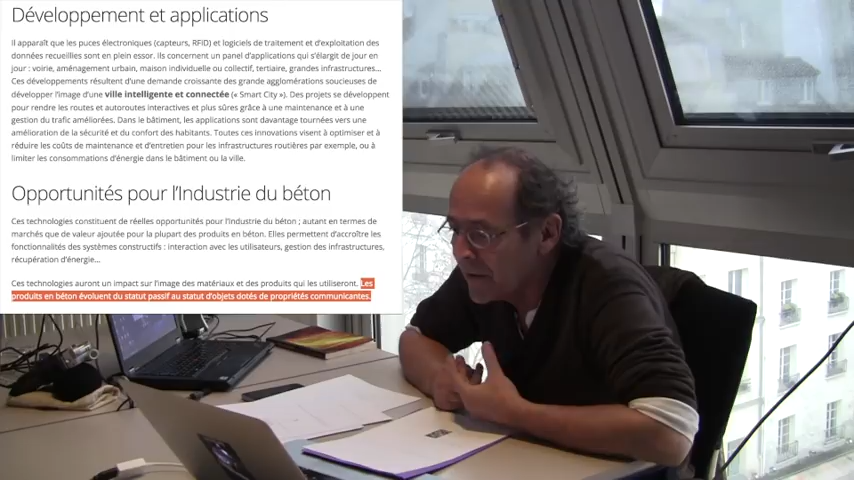 Développement et applications
Il apparaît que les puces électroniques (capteurs, RFID) et logiciels de traitement et d'exploitation des
données recueillies sont en plein essor. Ils concernent un panel d'applications qui s'élargit de jour en
jour : voirie, aménagement urbain, maison individuelle ou collectif, tertiaire, grandes infrastructures...
Ces développements résultent d'une demande croissante des grande agglomérations soucieuses de
développer l'image d'une ville intelligente et connectée (« Smart City »). Des projets se développent
pour rendre les routes et autoroutes interactives et plus sûres grâce à une maintenance et à une
gestion du trafic améliorées. Dans le bâtiment, les applications sont davantage tournées vers une
amélioration de la sécurité et du confort des habitants. Toutes ces innovations visent à optimiser et à
réduire les coûts de maintenance et d'entretien pour les infrastructures routières par exemple, ou à
limiter les consommations d'énergie dans le bâtiment ou la ville.
Opportunités pour l'Industrie du béton
Ces technologies constituent de réelles opportunités pour l'Industrie du béton ; autant en termes de
marchés que de valeur ajoutée pour la plupart des produits en béton. Elles permettent d'accroître les
fonctionnalités des systèmes constructifs : interaction avec les utilisateurs, gestion des infrastructures,
récupération d'énergie...
Ces technologies auront un impact sur l'image des matériaux et des produits qui les utiliseront. Les
produits en béton évoluent du statut passif au statut d'objets dotés de propriétés communicantes.